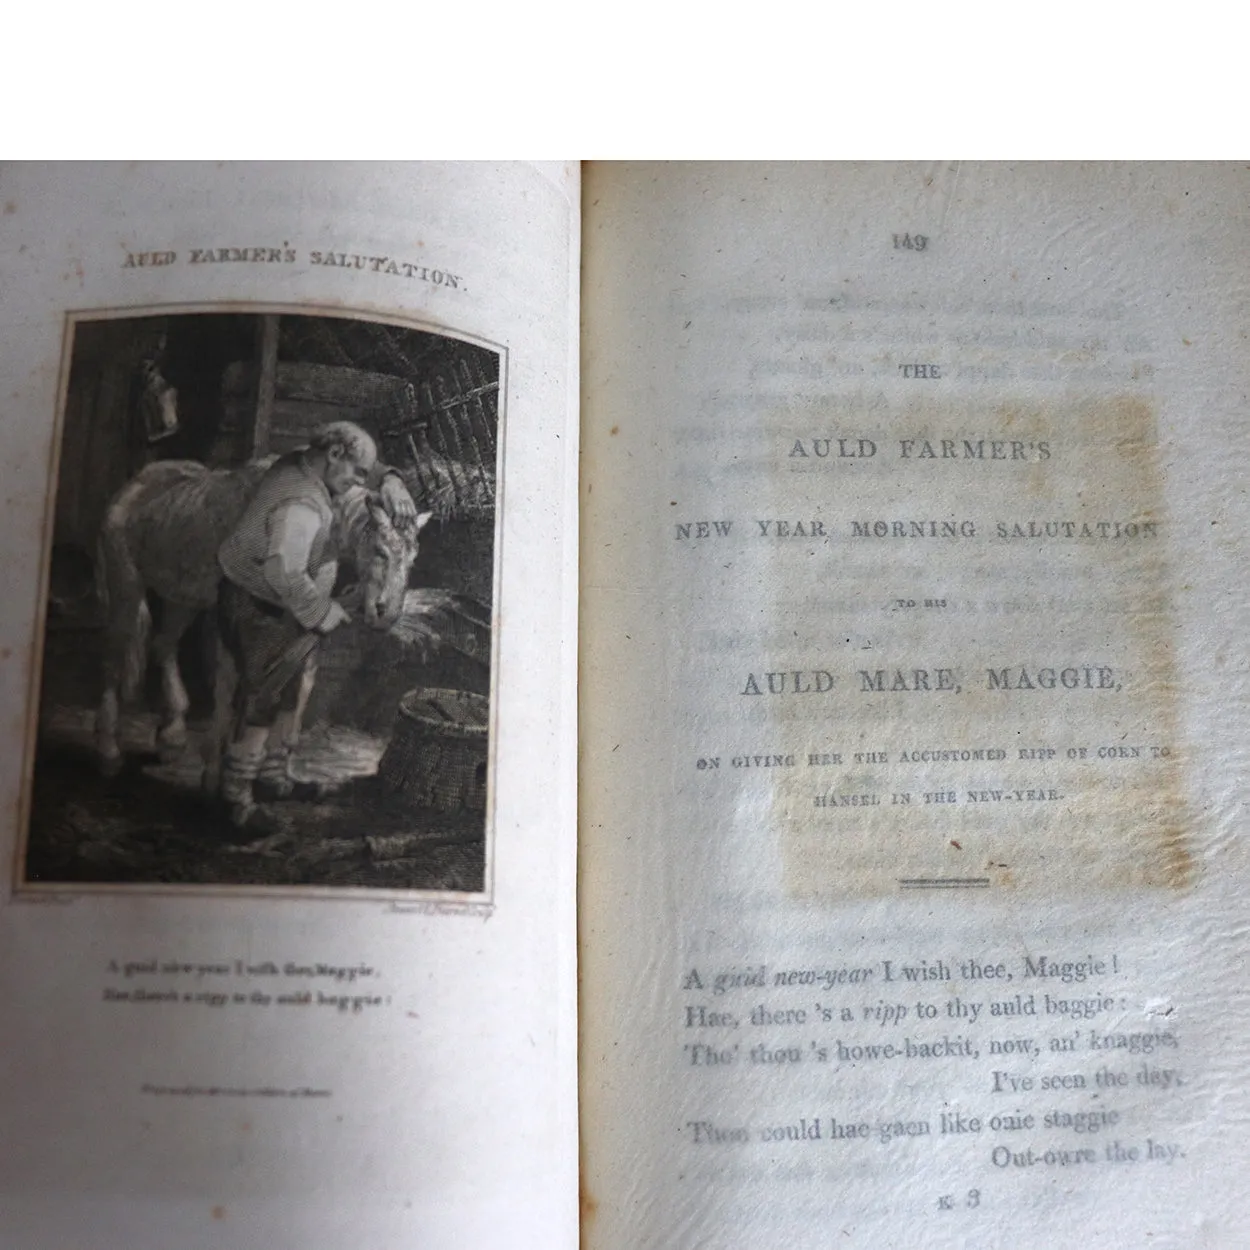 AULD FARMER'S SALUTATION.
A guid new year I wish thee, Maggie,
Hae, there's a ripp to thy auld baggie:
149
THE
AULD FARMER'S
NEW YEAR MORNING SALUTATION
TO HIS
AULD MARE, MAGGIE,
ON GIVING HER THE ACCUSTOMED RIPP OF CORN TO
HANSEL IN THE NEW-YEAR.
A guid new-year I wish thee, Maggie!
Hae, there 's a ripp to thy auld baggie:
'Tho' thou 's howe-backit, now, an' knaggie,
I've seen the day,
Thou could hae gaen like onie staggie
Out-owre the lay.
K 3